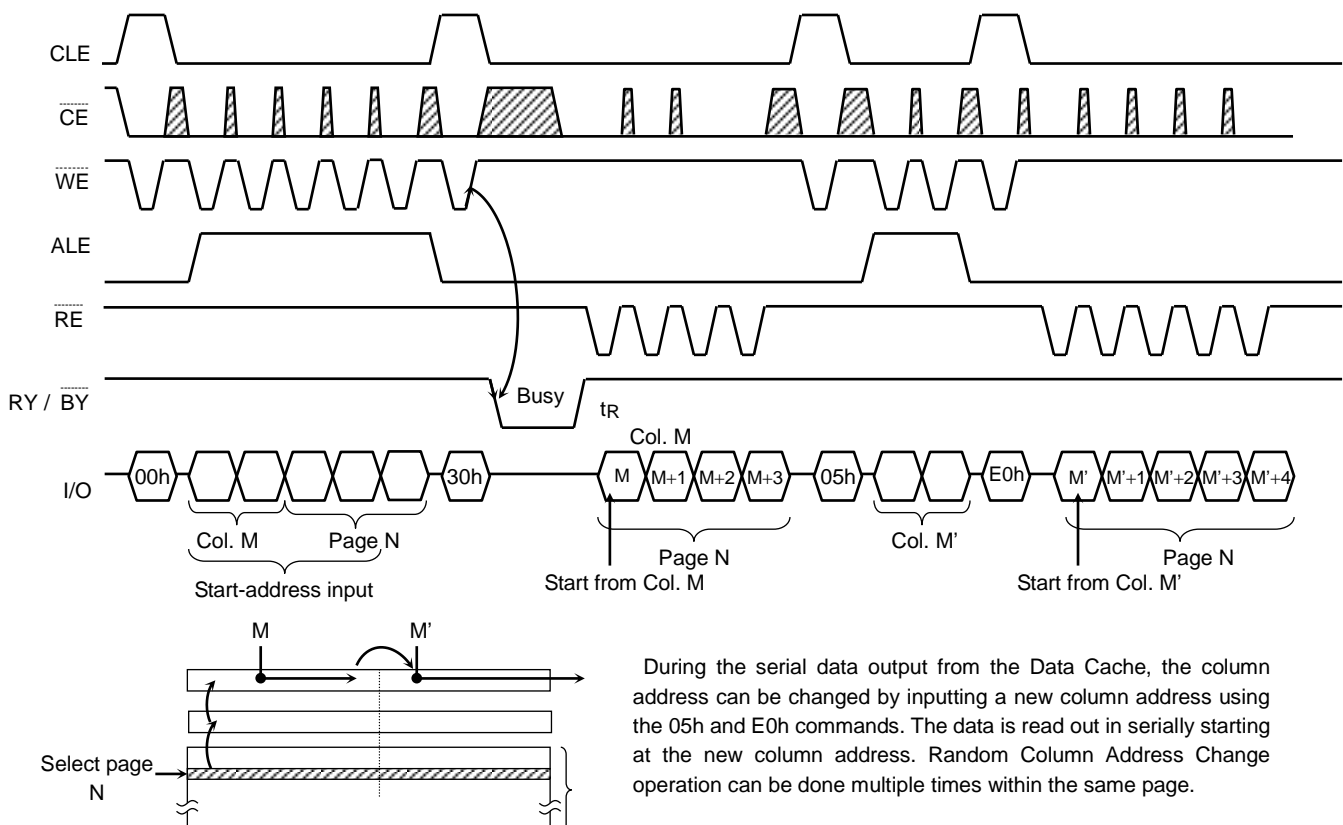 CLE
CE
WE
ALE
RE
RY / BY
Busy
tR
Col. M
I/O
00h
30h
M
M+1
M+2
M+3
05h
E0h
M'
M'+1
M'+2
M'+3
M'+4
Col. M
Page N
Col. M’
Page N
Page N
Start-address input
Start from Col. M
Start from Col. M’
M
M’
Select page
N
During the serial data output from the Data Cache, the column
address can be changed by inputting a new column address using
the 05h and E0h commands. The data is read out in serially starting
at the new column address. Random Column Address Change
operation can be done multiple times within the same page.